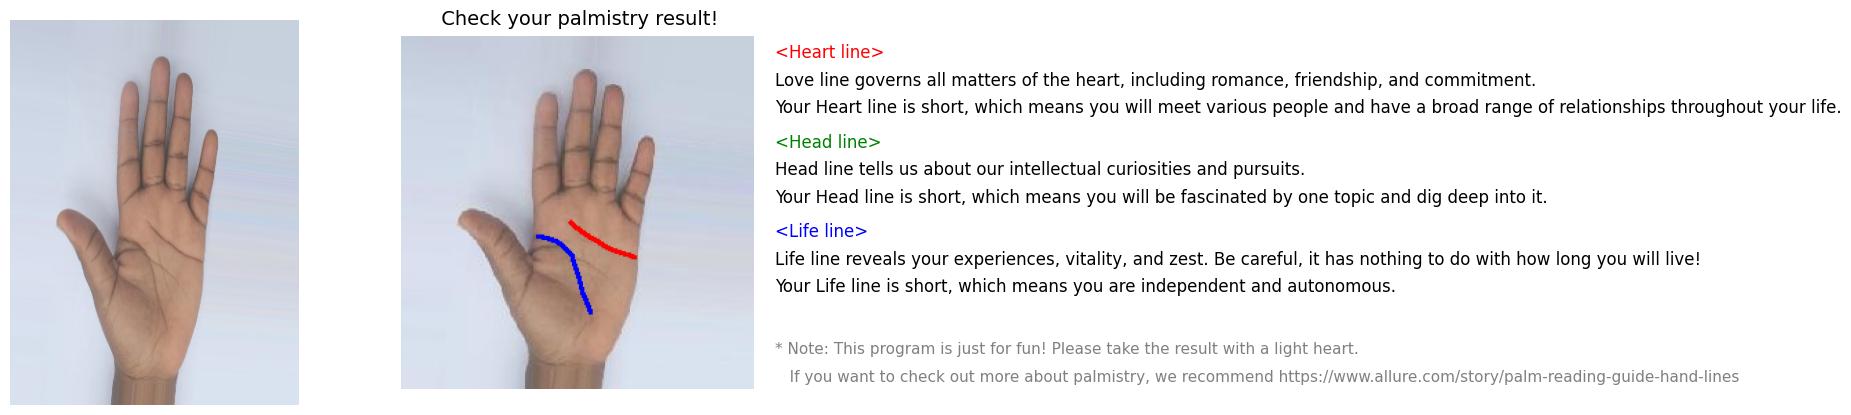 Check your palmistry result!
<Heart line>
Love line governs all matters of the heart, including romance, friendship, and commitment.
Your Heart line is short, which means you will meet various people and have a broad range of relationships throughout your life.
<Head line>
Head line tells us about our intellectual curiosities and pursuits.
Your Head line is short, which means you will be fascinated by one topic and dig deep into it.
<Life line>
Life line reveals your experiences, vitality, and zest. Be careful, it has nothing to do with how long you will live!
Your Life line is short, which means you are independent and autonomous.
* Note: This program is just for fun! Please take the result with a light heart.
If you want to check out more about palmistry, we recommend https://www.allure.com/story/palm-reading-guide-hand-lines